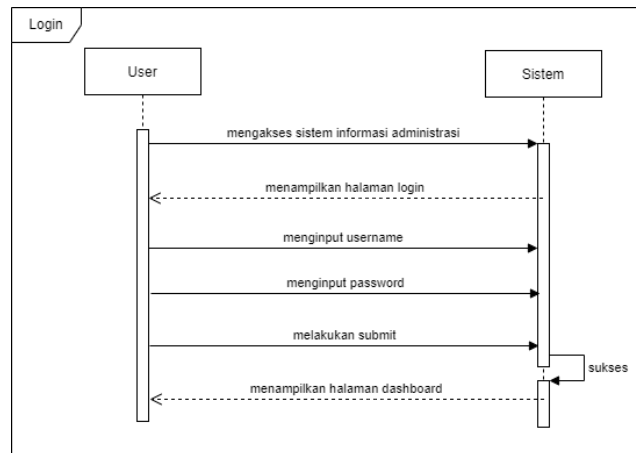 Login
User
Sistem
mengakses sistem informasi administrasi
menampilkan halaman login
menginput username
menginput password
melakukan submit
sukses
menampilkan halaman dashboard